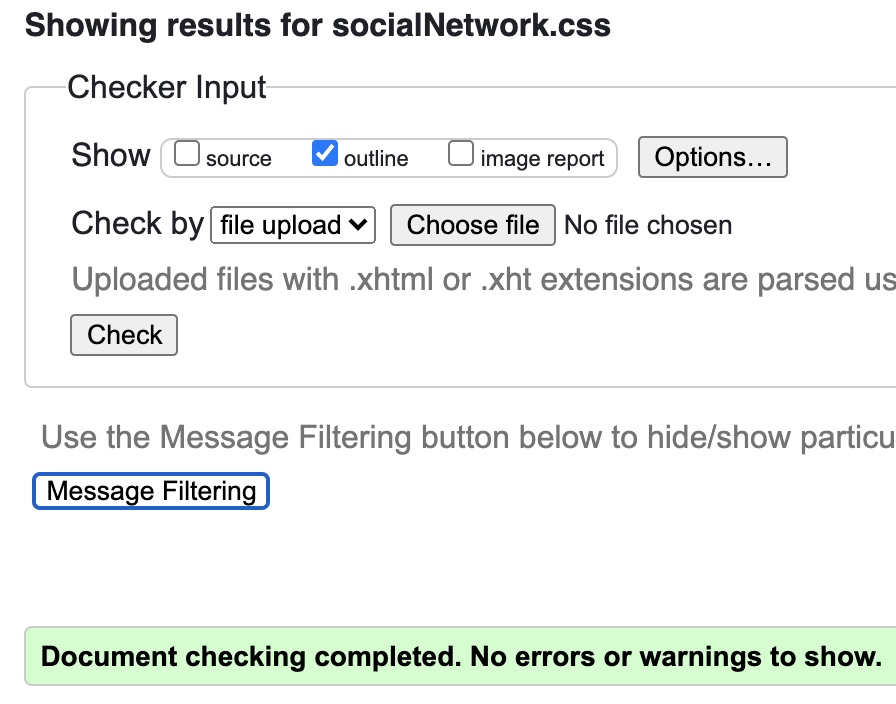 Showing results for socialNetwork.css
Checker Input
Show source outline image report Options...
Check by file upload Choose file No file chosen
Uploaded files with .xhtml or .xht extensions are parsed us
Check
Use the Message Filtering button below to hide/show particu
Message Filtering
Document checking completed. No errors or warnings to show.